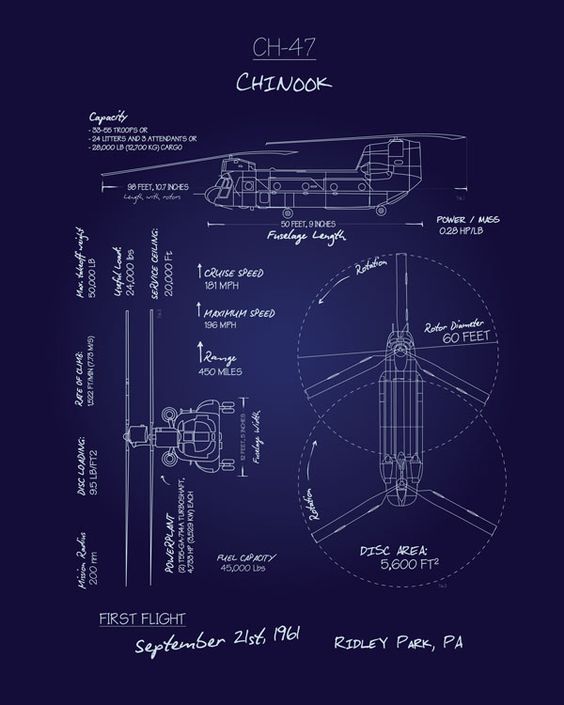 CH-47
CHINOOK
Capacity
- 33-55 TROOPS OR
- 24 LITTERS AND 3 ATTENDANTS OR
- 28,000 LB (12,700 KG) CARGO
98 FEET, 10.7 INCHES
Length, with rotors
50 FEET, 9 INCHES
Fuselage Length
POWER / MASS
0.28 HP/LB
Max. takeoff weight
50,000 LB
Useful Load:
24,000 lbs
SERVICE CEILING:
20,000 Ft
CRUISE SPEED
181 MPH
MAXIMUM SPEED
196 MPH
Range
450 MILES
Rotation
Rotor Diameter
60 FEET
RATE OF CLIMB:
1,522 FT/MIN (7.73 M/S)
DISC LOADING:
9.5 LB/FT2
Mission Radius
200 nm
12 FEET, 5 INCHES
Fuselage Width
POWERPLANT
(2) T55-GA-714A TURBOSHAFT,
4,733 HP (3,529 KW) EACH
FUEL CAPACITY
45,000 Lbs
Rotation
DISC AREA:
5,600 FT²
FIRST FLIGHT
September 21st, 1961
RIDLEY PARK, PA